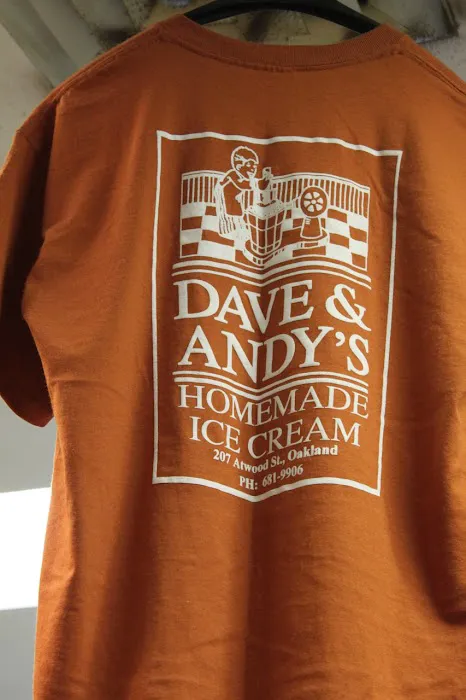 DAVE &
ANDY'S
HOMEMADE
ICE CREAM
207 Atwood St., Oakland
PH: 681-9906